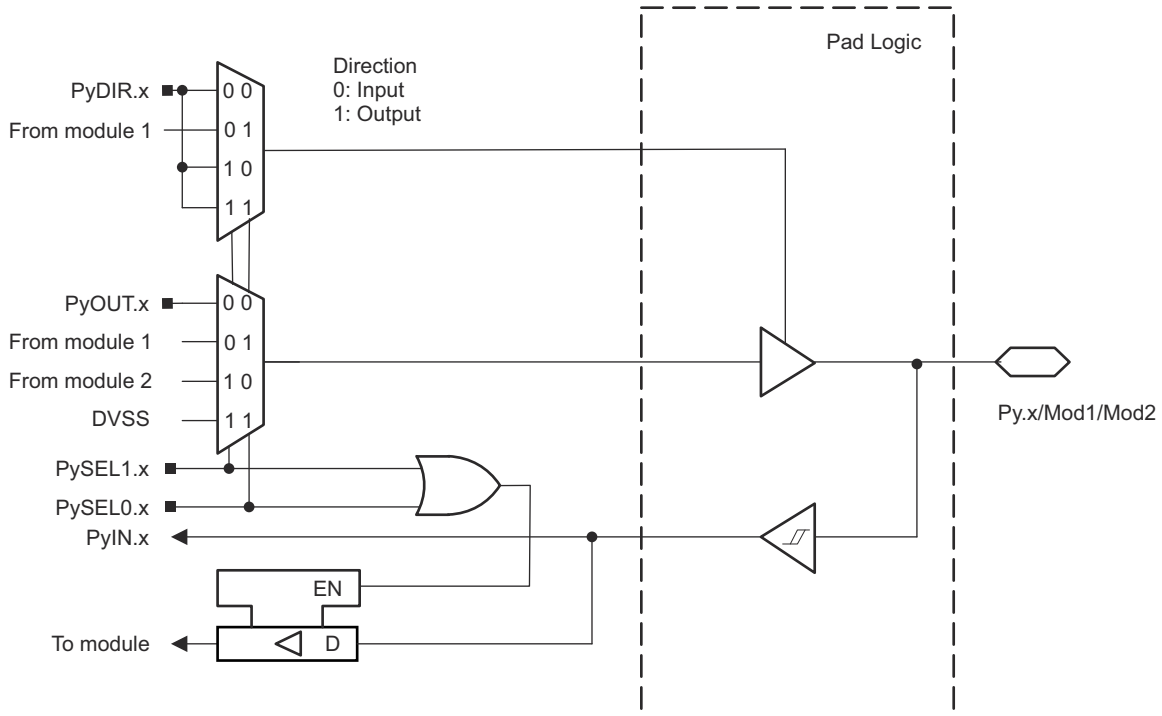 Pad Logic
Direction
0: Input
1: Output
PyDIR.x
0 0
From module 1
0 1
1 0
1 1
PyOUT.x
0 0
From module 1
0 1
From module 2
1 0
DVSS
1 1
Py.x/Mod1/Mod2
PySEL1.x
PySEL0.x
PyIN.x
EN
To module
D